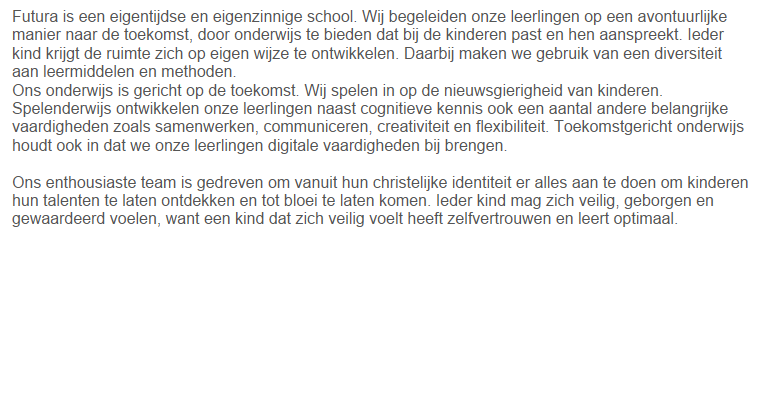 Futura is een eigentijdse en eigenzinnige school. Wij begeleiden onze leerlingen op een avontuurlijke
manier naar de toekomst, door onderwijs te bieden dat bij de kinderen past en hen aanspreekt. Ieder
kind krijgt de ruimte zich op eigen wijze te ontwikkelen. Daarbij maken we gebruik van een diversiteit
aan leermiddelen en methoden.
Ons onderwijs is gericht op de toekomst. Wij spelen in op de nieuwsgierigheid van kinderen.
Spelenderwijs ontwikkelen onze leerlingen naast cognitieve kennis ook een aantal andere belangrijke
vaardigheden zoals samenwerken, communiceren, creativiteit en flexibiliteit. Toekomstgericht onderwijs
houdt ook in dat we onze leerlingen digitale vaardigheden bij brengen.

Ons enthousiaste team is gedreven om vanuit hun christelijke identiteit er alles aan te doen om kinderen
hun talenten te laten ontdekken en tot bloei te laten komen. Ieder kind mag zich veilig, geborgen en
gewaardeerd voelen, want een kind dat zich veilig voelt heeft zelfvertrouwen en leert optimaal.